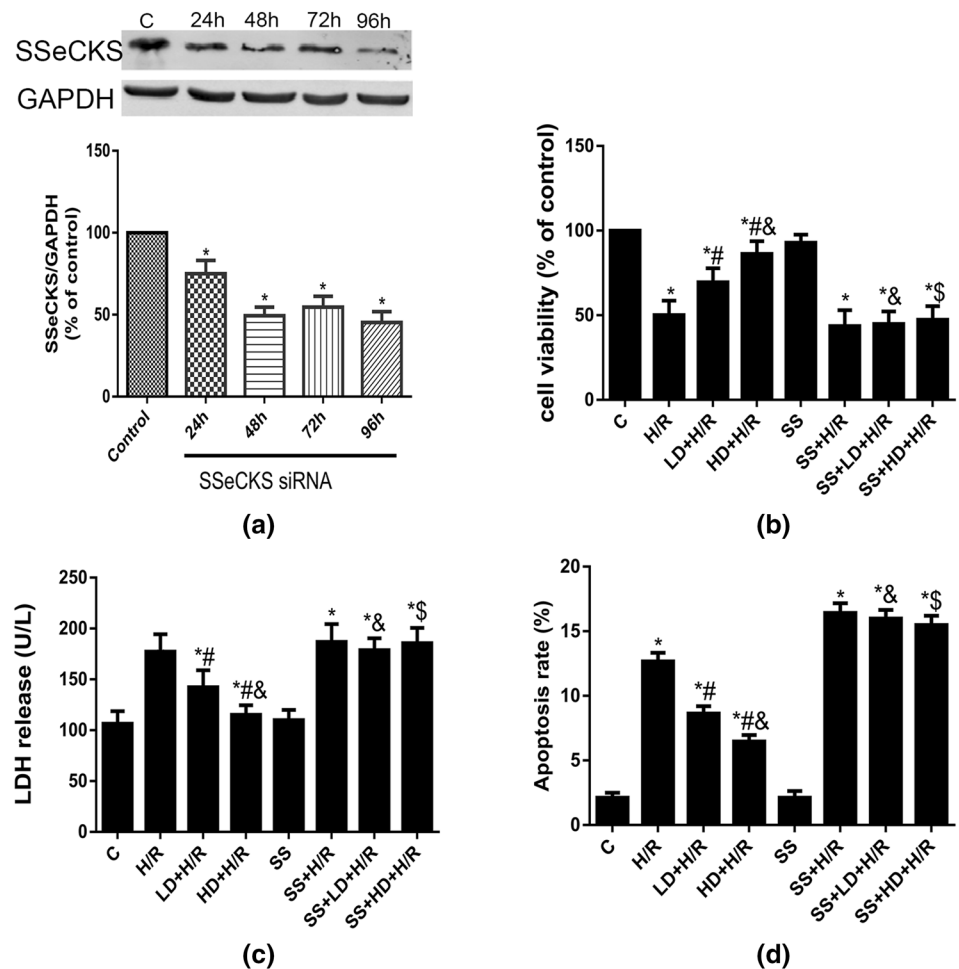 C 24h 48h 72h 96h
SSeCKS
GAPDH
SSeCKS/GAPDH
(% of control)
150
100
50
0
* * * *
Control 24h 48h 72h 96h
SSeCKS siRNA
(a)
cell viability (% of control)
150
100
50
0
* *# *#& * *& *$
C H/R LD+H/R HD+H/R SS SS+H/R SS+LD+H/R SS+HD+H/R
(b)
LDH release (U/L)
250
200
150
100
50
0
*# *#& * *& *$
C H/R LD+H/R HD+H/R SS SS+H/R SS+LD+H/R SS+HD+H/R
(c)
Apoptosis rate (%)
20
15
10
5
0
* *# *#& * *& *$
C H/R LD+H/R HD+H/R SS SS+H/R SS+LD+H/R SS+HD+H/R
(d)